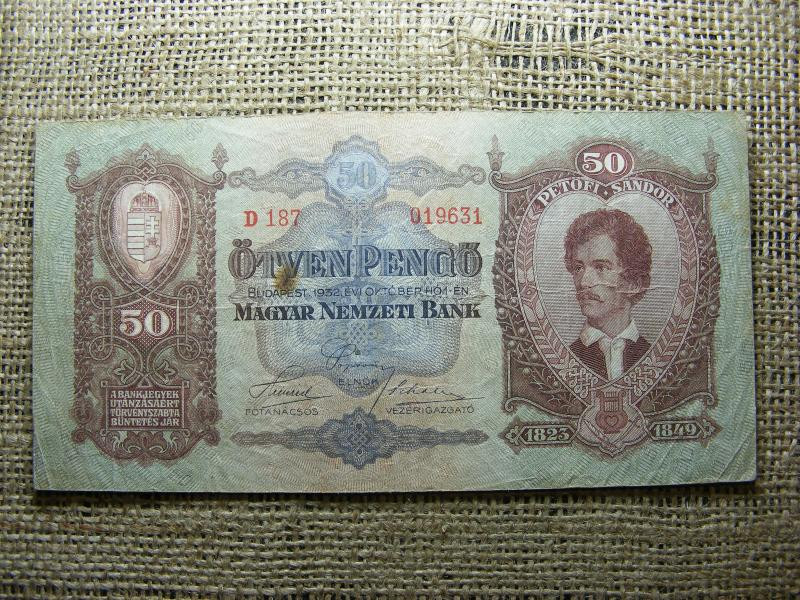 50
50
50
PETŐFI SÁNDOR
D 187 019631
ÖTVEN PENGŐ
BUDAPEST, 1932. ÉVI OKTÓBER HÓ 1-ÉN
MAGYAR NEMZETI BANK
50
ELNÖK
FŐTANÁCSOS VEZÉRIGAZGATÓ
A BANKJEGYEK
UTÁNZÁSÁÉRT
TÖRVÉNYSZABTA
BÜNTETÉS JÁR
1823 1849